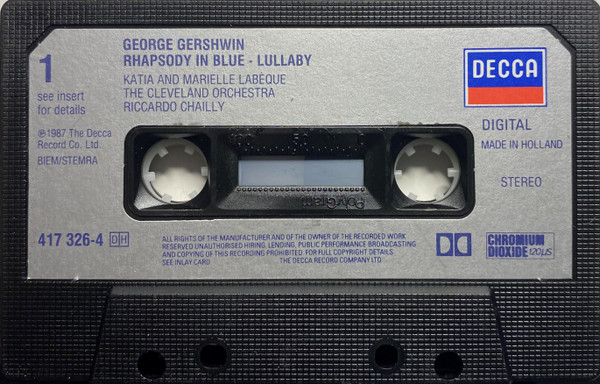 GEORGE GERSHWIN
RHAPSODY IN BLUE - LULLABY
KATIA AND MARIELLE LABÈQUE
THE CLEVELAND ORCHESTRA
RICCARDO CHAILLY
1
see insert
for details
℗1987 The Decca
Record Co. Ltd.
BIEM/STEMRA
DECCA
DIGITAL
MADE IN HOLLAND
STEREO
PolyGram
417 326-4 DH
ALL RIGHTS OF THE MANUFACTURER AND OF THE OWNER OF THE RECORDED WORK
RESERVED UNAUTHORISED HIRING, LENDING, PUBLIC PERFORMANCE BROADCASTING
AND COPYING OF THIS RECORDING PROHIBITED FOR FULL COPYRIGHT DETAILS
SEE INLAY CARD THE DECCA RECORD COMPANY LTD
CHROMIUM
DIOXIDE 120µS